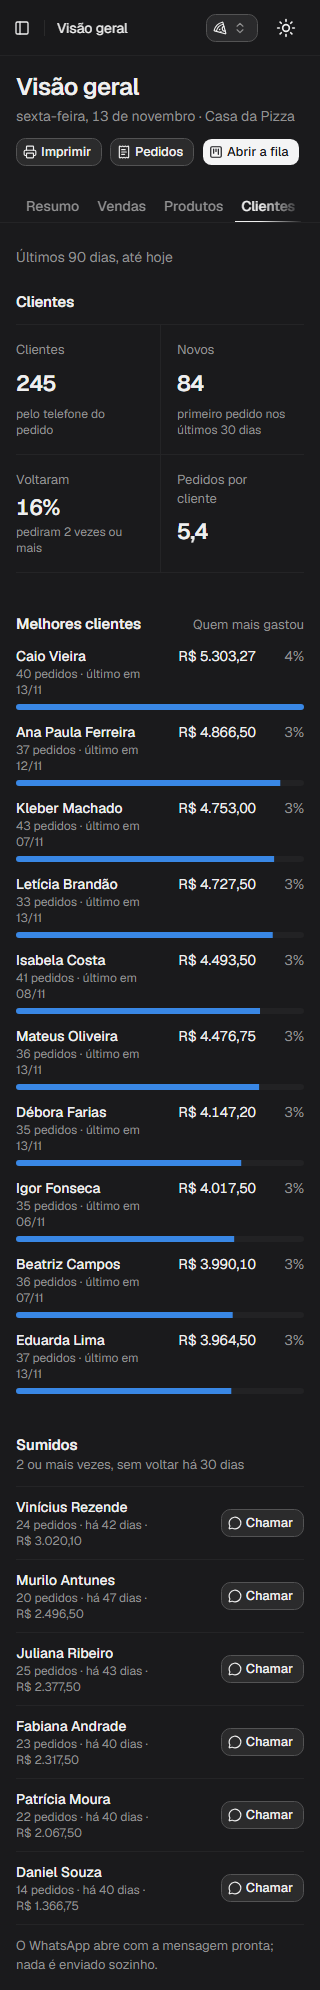 Visão geral
Visão geral
sexta-feira, 13 de novembro · Casa da Pizza
Imprimir
Pedidos
Abrir a fila
Resumo
Vendas
Produtos
Clientes
Últimos 90 dias, até hoje
Clientes
Clientes
245
pelo telefone do
pedido
Novos
84
primeiro pedido nos
últimos 30 dias
Voltaram
16%
pediram 2 vezes ou
mais
Pedidos por
cliente
5,4
Melhores clientes
Quem mais gastou
Caio Vieira R$ 5.303,27 4%
40 pedidos · último em
13/11
Ana Paula Ferreira R$ 4.866,50 3%
37 pedidos · último em
12/11
Kleber Machado R$ 4.753,00 3%
43 pedidos · último em
07/11
Letícia Brandão R$ 4.727,50 3%
33 pedidos · último em
13/11
Isabela Costa R$ 4.493,50 3%
41 pedidos · último em
08/11
Mateus Oliveira R$ 4.476,75 3%
36 pedidos · último em
13/11
Débora Farias R$ 4.147,20 3%
35 pedidos · último em
13/11
Igor Fonseca R$ 4.017,50 3%
35 pedidos · último em
06/11
Beatriz Campos R$ 3.990,10 3%
36 pedidos · último em
07/11
Eduarda Lima R$ 3.964,50 3%
37 pedidos · último em
13/11
Sumidos
2 ou mais vezes, sem voltar há 30 dias
Vinícius Rezende
24 pedidos · há 42 dias ·
R$ 3.020,10
Chamar
Murilo Antunes
20 pedidos · há 47 dias ·
R$ 2.496,50
Chamar
Juliana Ribeiro
25 pedidos · há 43 dias ·
R$ 2.377,50
Chamar
Fabiana Andrade
23 pedidos · há 40 dias ·
R$ 2.317,50
Chamar
Patrícia Moura
22 pedidos · há 40 dias ·
R$ 2.067,50
Chamar
Daniel Souza
14 pedidos · há 40 dias ·
R$ 1.366,75
Chamar
O WhatsApp abre com a mensagem pronta;
nada é enviado sozinho.